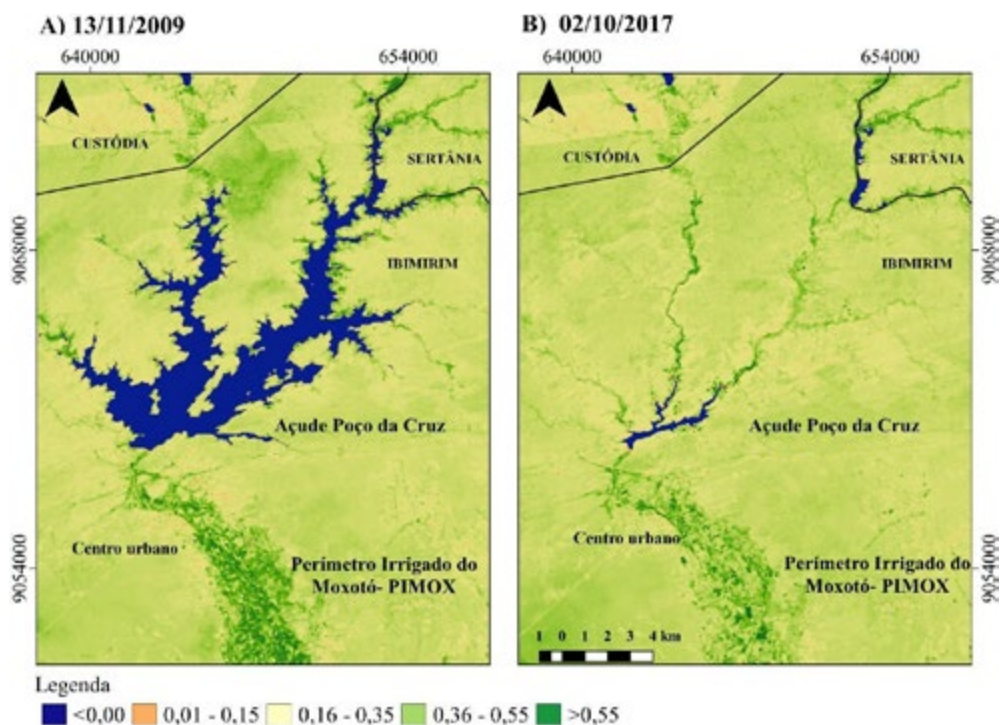 A) 13/11/2009
B) 02/10/2017
640000
654000
640000
654000
CUSTÓDIA
SERTÂNIA
CUSTÓDIA
SERTÂNIA
9068000
IBIMIRIM
IBIMIRIM
9068000
Açude Poço da Cruz
Açude Poço da Cruz
Centro urbano
Centro urbano
9054000
Perímetro Irrigado do
Moxotó- PIMOX
Perímetro Irrigado do
Moxotó- PIMOX
9054000
1 0 1 2 3 4 km
Legenda
<0,00 0,01 - 0,15 0,16 - 0,35 0,36 - 0,55 >0,55